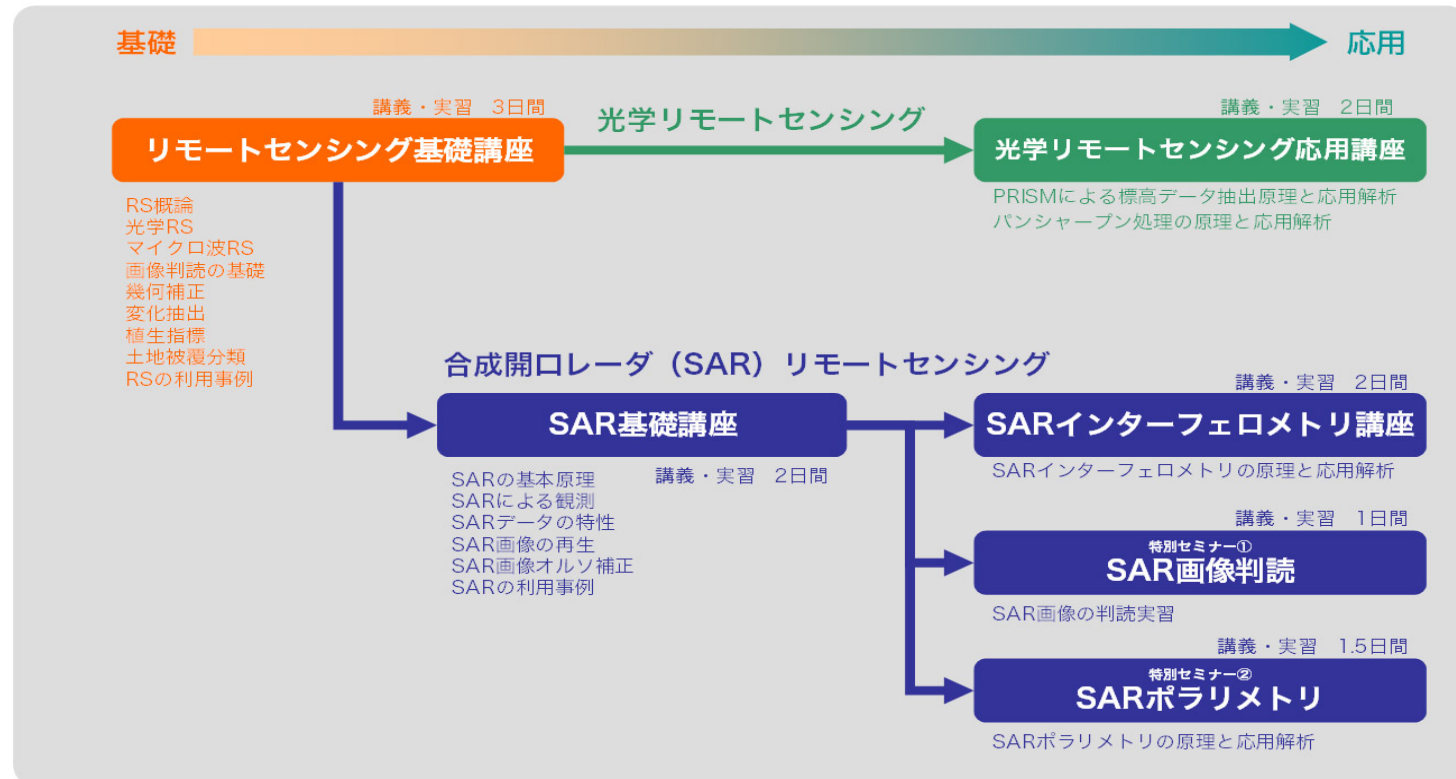 基礎
応用
講義・実習 3日間
リモートセンシング基礎講座
RS概論
光学RS
マイクロ波RS
画像判読の基礎
幾何補正
変化抽出
植生指標
土地被覆分類
RSの利用事例
光学リモートセンシング
講義・実習 2日間
光学リモートセンシング応用講座
PRISMによる標高データ抽出原理と応用解析
パンシャープン処理の原理と応用解析
合成開口レーダ（SAR）リモートセンシング
SAR基礎講座
講義・実習 2日間
SARの基本原理
SARによる観測
SARデータの特性
SAR画像の再生
SAR画像オルソ補正
SARの利用事例
講義・実習 2日間
SARインターフェロメトリ講座
SARインターフェロメトリの原理と応用解析
講義・実習 1日間
特別セミナー①
SAR画像判読
SAR画像の判読実習
講義・実習 1.5日間
特別セミナー②
SARポラリメトリ
SARポラリメトリの原理と応用解析